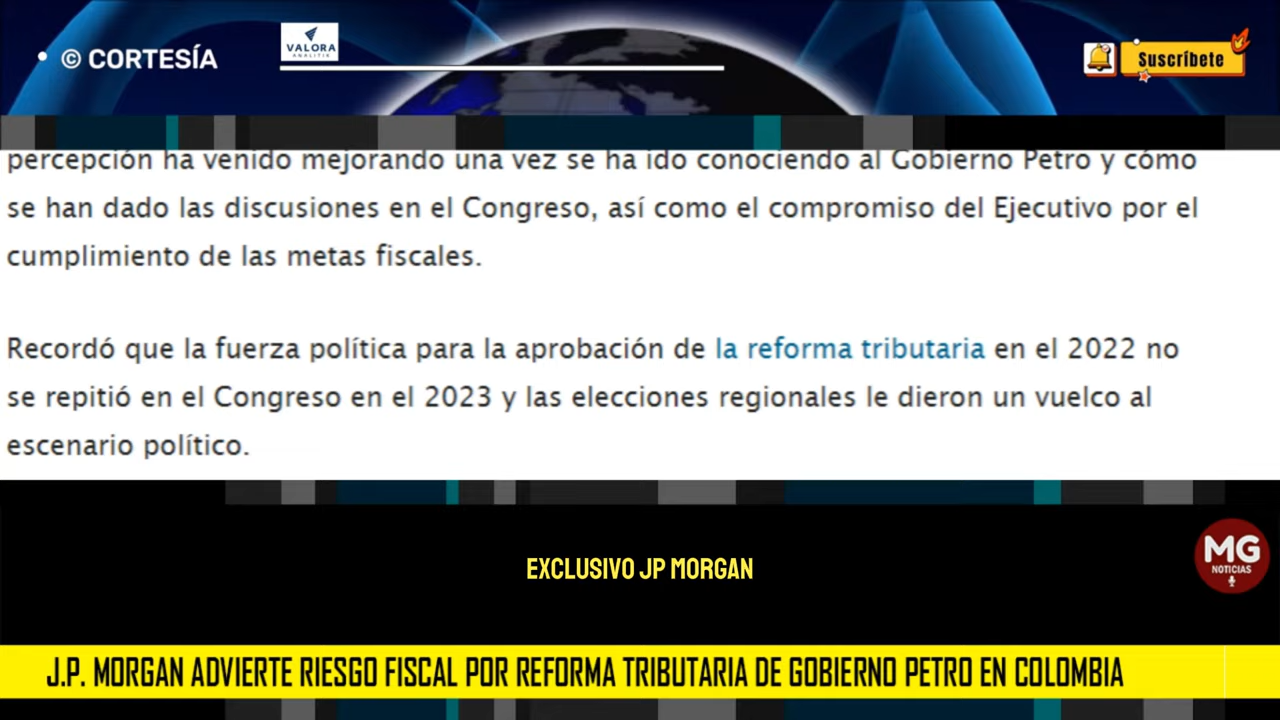 © CORTESÍA
VALORA
ANALITIK
Suscríbete
percepción ha venido mejorando una vez se ha ido conociendo al Gobierno Petro y cómo
se han dado las discusiones en el Congreso, así como el compromiso del Ejecutivo por el
cumplimiento de las metas fiscales.
Recordó que la fuerza política para la aprobación de la reforma tributaria en el 2022 no
se repitió en el Congreso en el 2023 y las elecciones regionales le dieron un vuelco al
escenario político.
EXCLUSIVO JP MORGAN
MG
NOTICIAS
J.P. MORGAN ADVIERTE RIESGO FISCAL POR REFORMA TRIBUTARIA DE GOBIERNO PETRO EN COLOMBIA